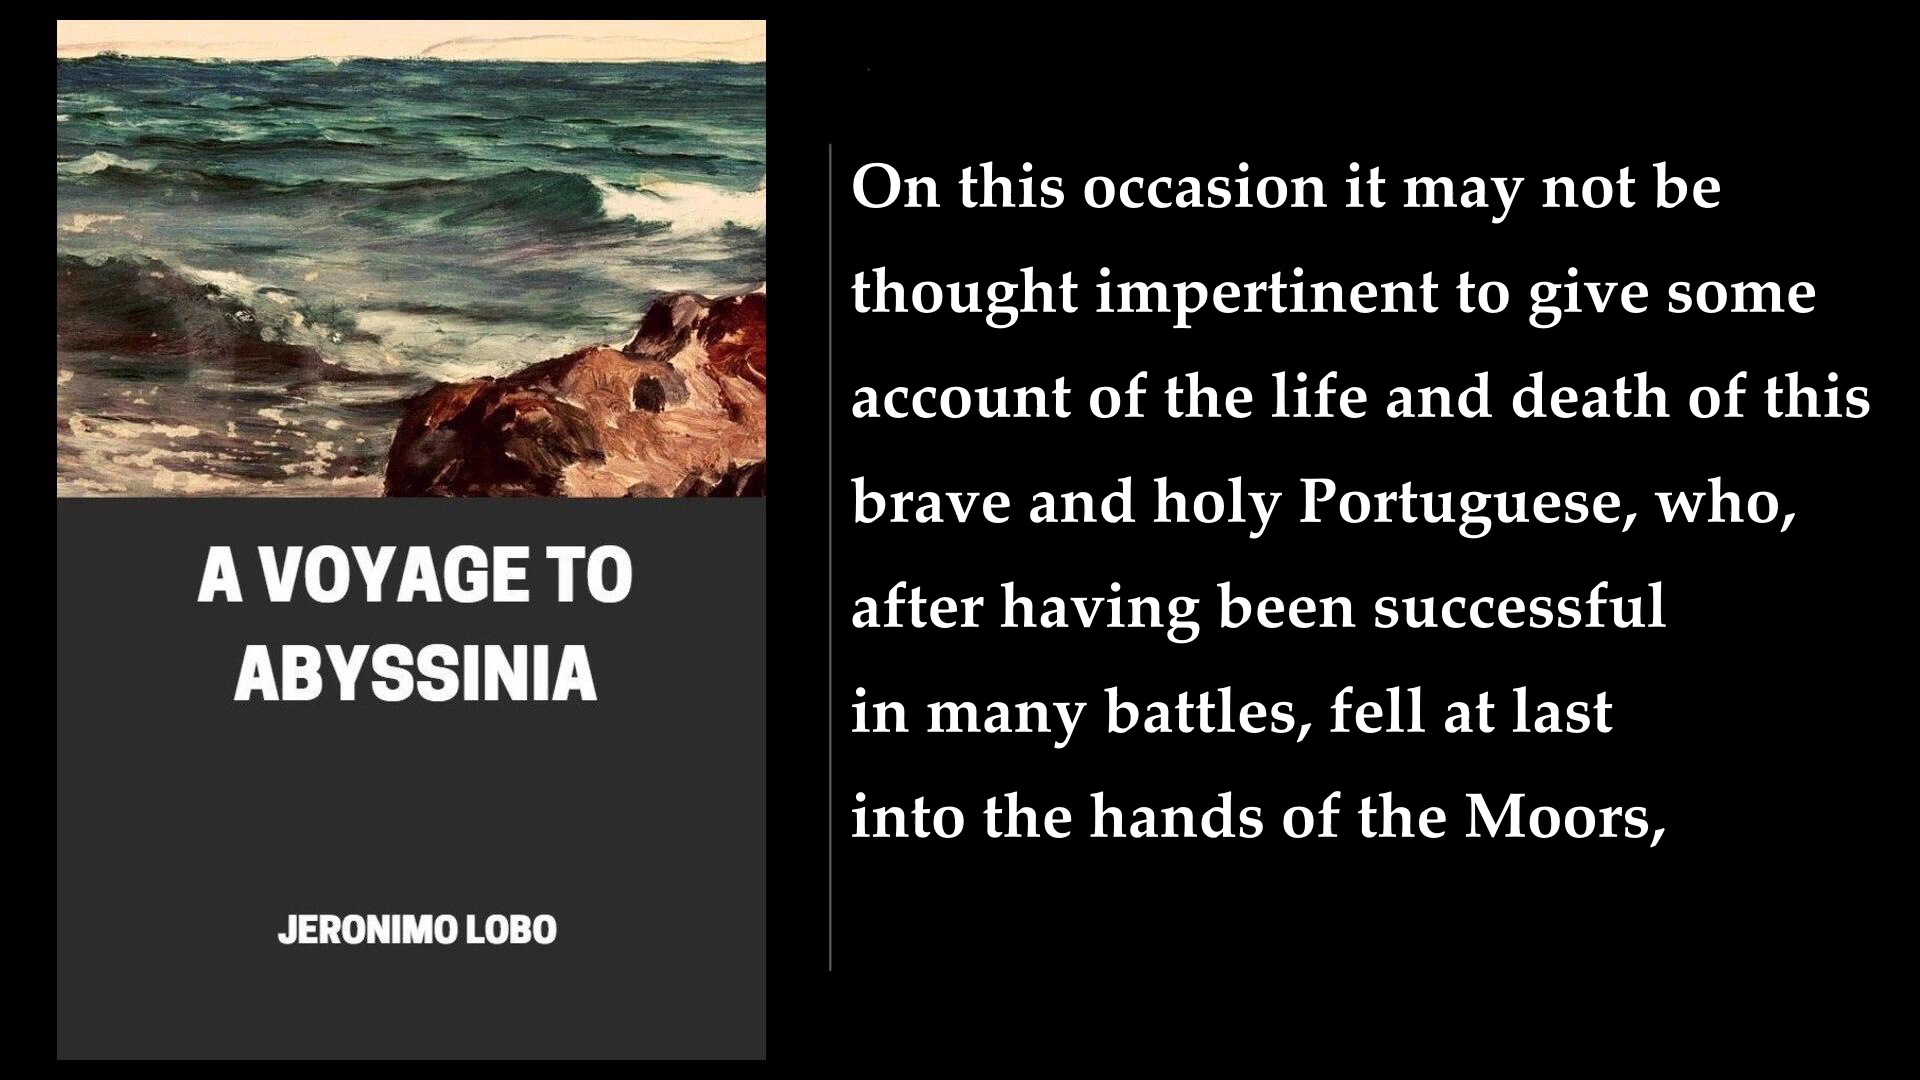 A VOYAGE TO
ABYSSINIA
JERONIMO LOBO
On this occasion it may not be
thought impertinent to give some
account of the life and death of this
brave and holy Portuguese, who,
after having been successful
in many battles, fell at last
into the hands of the Moors,